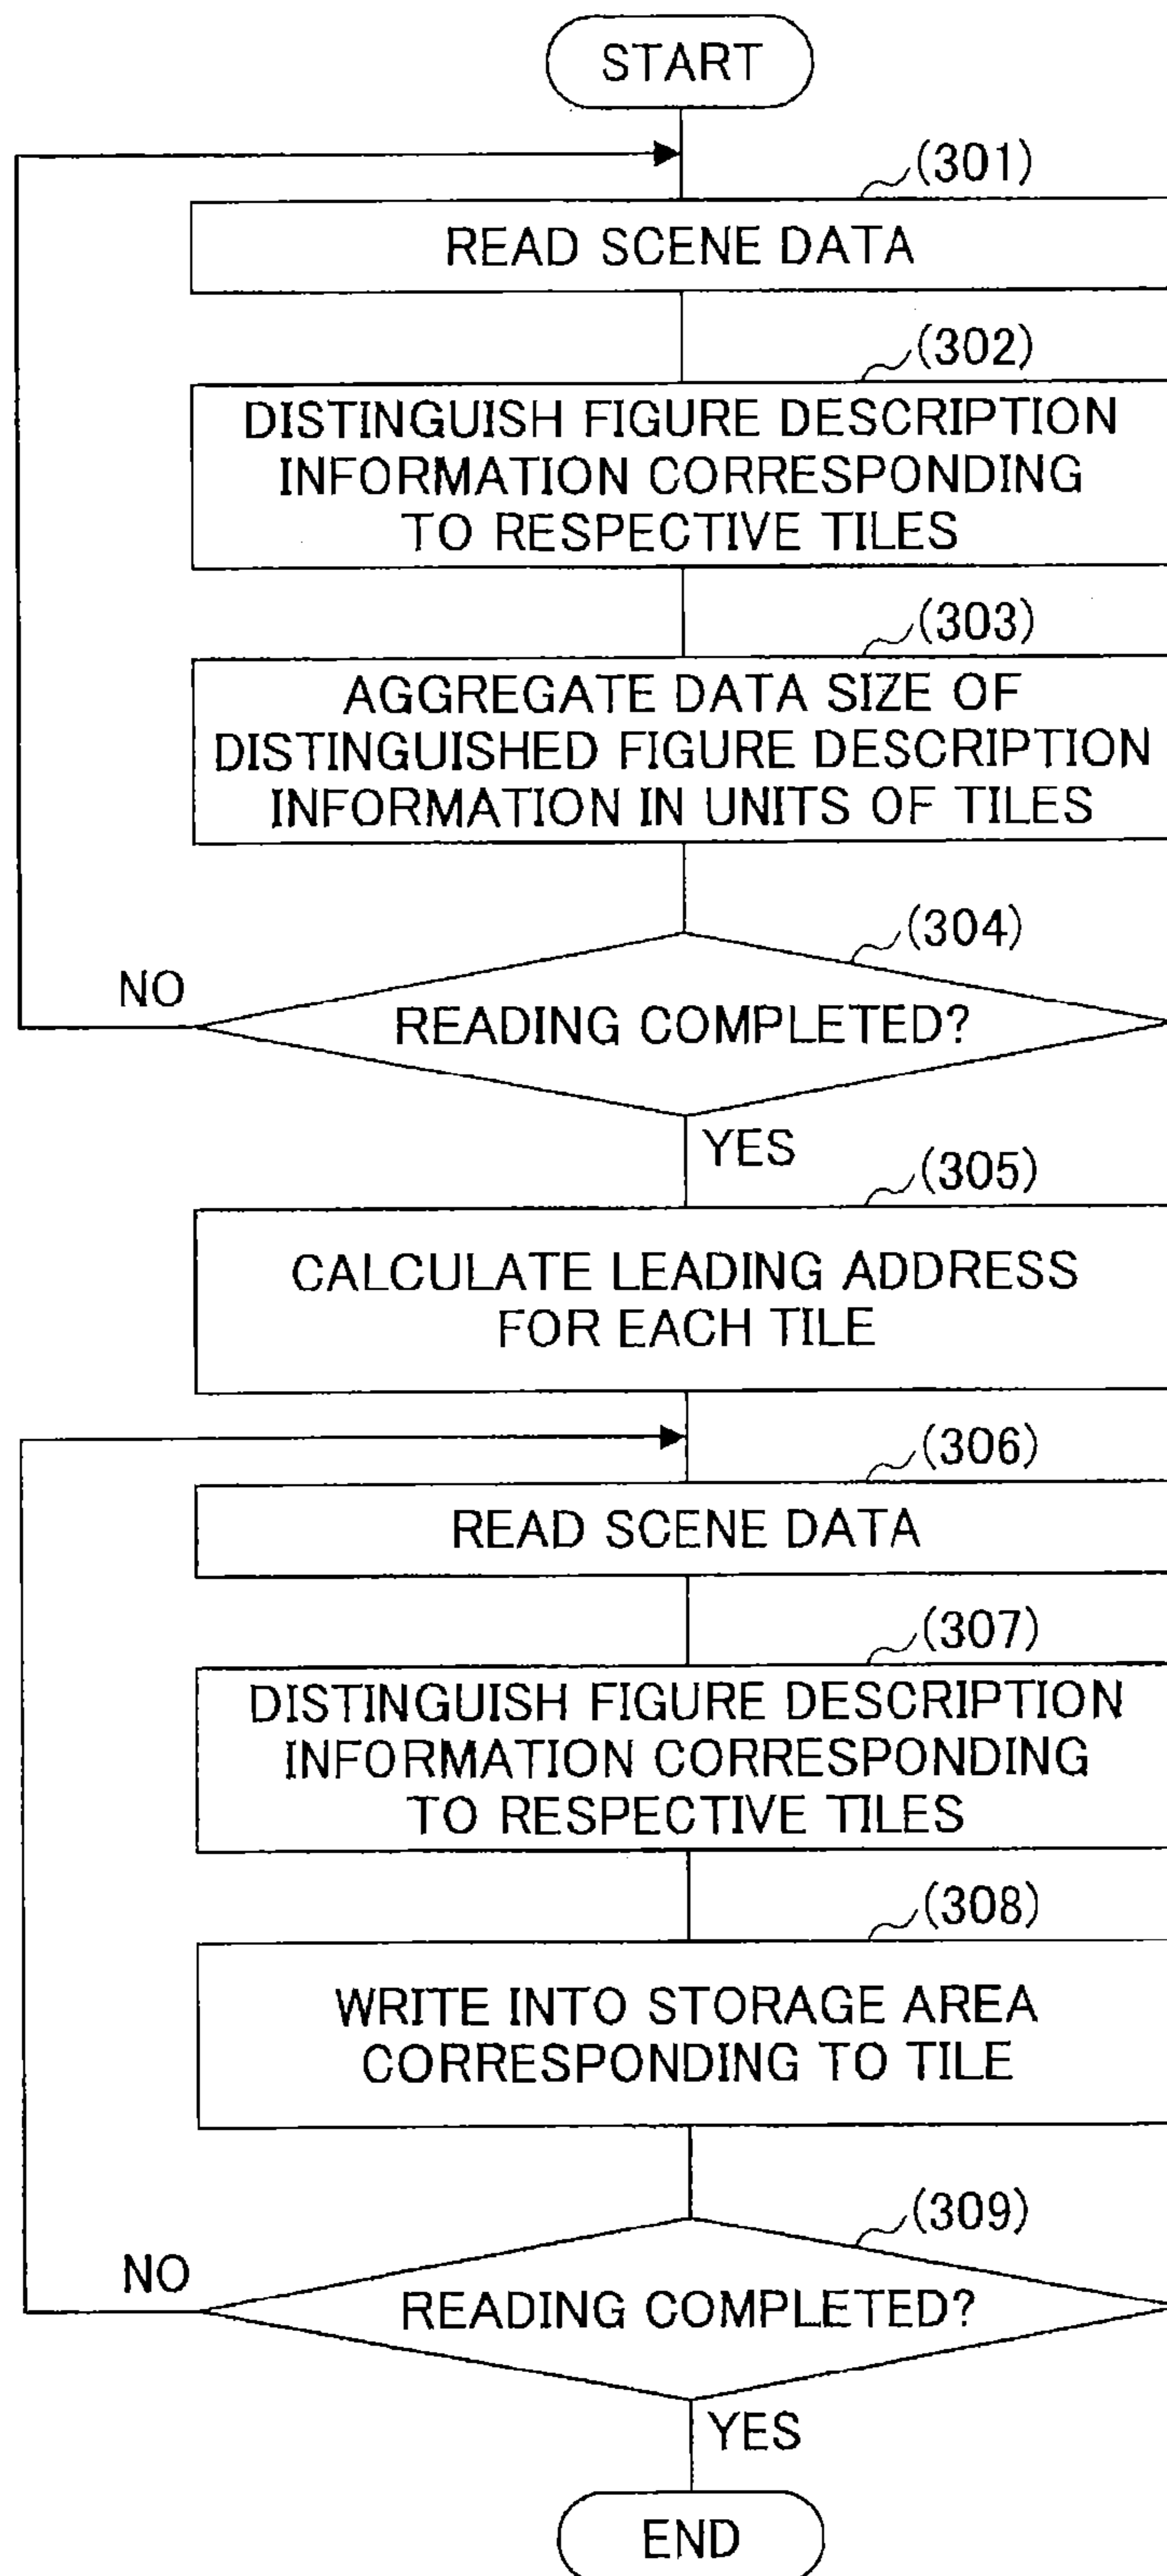 START
(301)
READ SCENE DATA
(302)
DISTINGUISH FIGURE DESCRIPTION
INFORMATION CORRESPONDING
TO RESPECTIVE TILES
(303)
AGGREGATE DATA SIZE OF
DISTINGUISHED FIGURE DESCRIPTION
INFORMATION IN UNITS OF TILES
(304)
NO
READING COMPLETED?
YES
(305)
CALCULATE LEADING ADDRESS
FOR EACH TILE
(306)
READ SCENE DATA
(307)
DISTINGUISH FIGURE DESCRIPTION
INFORMATION CORRESPONDING
TO RESPECTIVE TILES
(308)
WRITE INTO STORAGE AREA
CORRESPONDING TO TILE
(309)
NO
READING COMPLETED?
YES
END